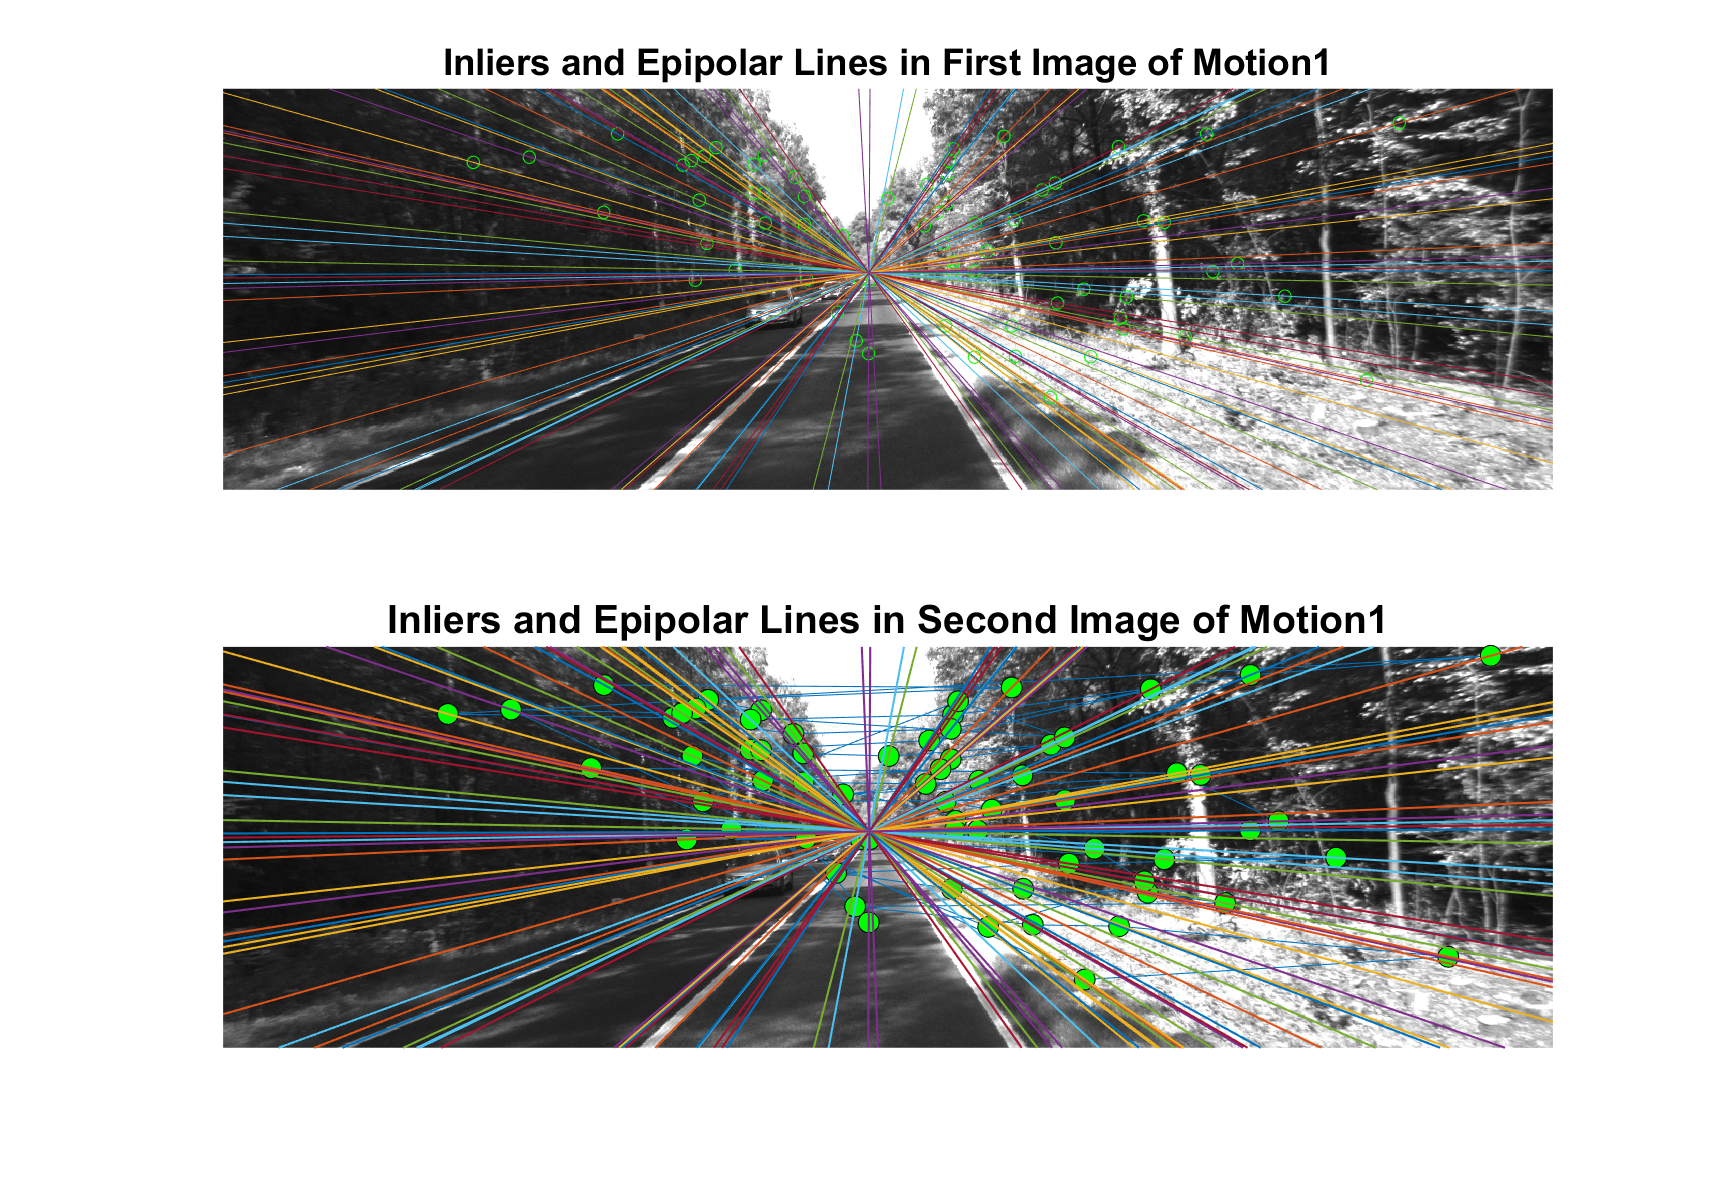 Inliers and Epipolar Lines in First Image of Motion1
Inliers and Epipolar Lines in Second Image of Motion1